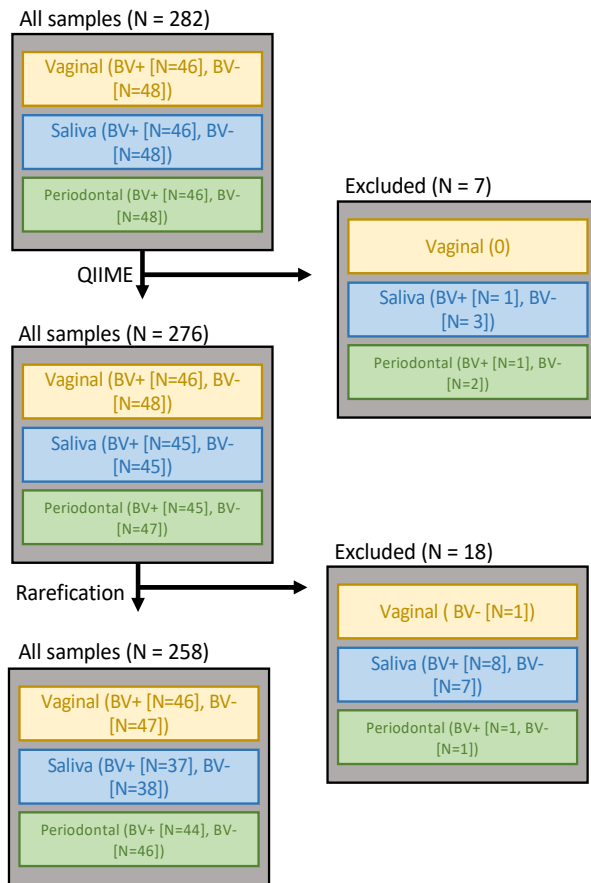 All samples (N = 282)
Vaginal (BV+ [N=46], BV-
[N=48])
Saliva (BV+ [N=46], BV-
[N=48])
Periodontal (BV+ [N=46], BV-
[N=48])
QIIME
Excluded (N = 7)
Vaginal (0)
Saliva (BV+ [N= 1], BV-
[N= 3])
Periodontal (BV+ [N=1], BV-
[N=2])
All samples (N = 276)
Vaginal (BV+ [N=46], BV-
[N=48])
Saliva (BV+ [N=45], BV-
[N=45])
Periodontal (BV+ [N=45], BV-
[N=47])
Rarefication
Excluded (N = 18)
Vaginal ( BV- [N=1])
Saliva (BV+ [N=8], BV-
[N=7])
Periodontal (BV+ [N=1, BV-
[N=1])
All samples (N = 258)
Vaginal (BV+ [N=46], BV-
[N=47])
Saliva (BV+ [N=37], BV-
[N=38])
Periodontal (BV+ [N=44], BV-
[N=46])